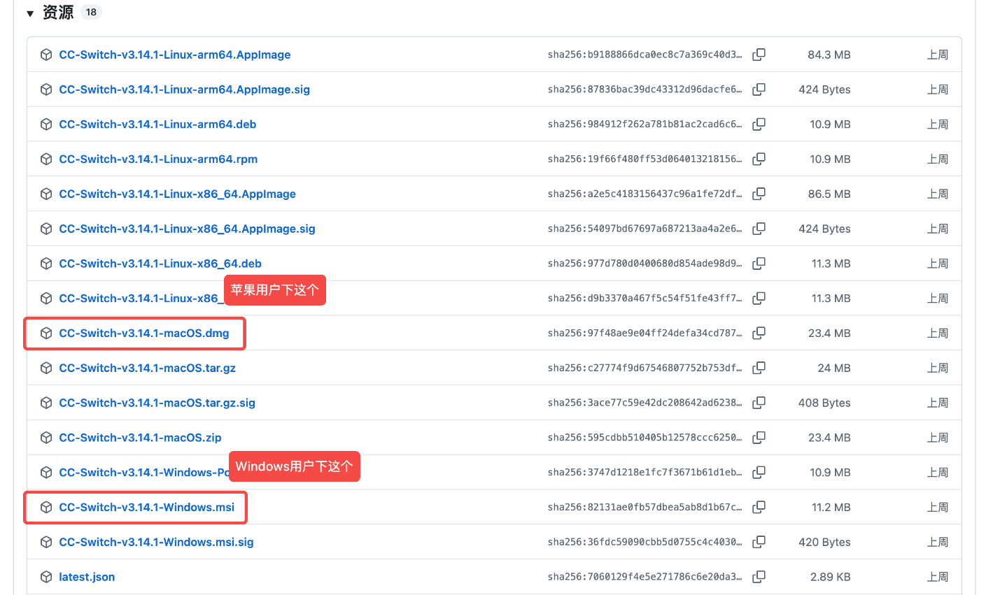 ▼ 资源 18
CC-Switch-v3.14.1-Linux-arm64.AppImage sha256:b9188866dca0ec8c7a369c40d3… 84.3 MB 上周
CC-Switch-v3.14.1-Linux-arm64.AppImage.sig sha256:87836bac39dc43312d96dacfe6… 424 Bytes 上周
CC-Switch-v3.14.1-Linux-arm64.deb sha256:984912f262a781b81ac2cad6c6… 10.9 MB 上周
CC-Switch-v3.14.1-Linux-arm64.rpm sha256:19f66f480ff53d064013218156… 10.9 MB 上周
CC-Switch-v3.14.1-Linux-x86_64.AppImage sha256:a2e5c4183156437c96a1fe72df… 86.5 MB 上周
CC-Switch-v3.14.1-Linux-x86_64.AppImage.sig sha256:54097bd67697a687213aa4a2e6… 424 Bytes 上周
CC-Switch-v3.14.1-Linux-x86_64.deb sha256:977d780d0400680d854ade98d9… 11.3 MB 上周
苹果用户下这个
CC-Switch-v3.14.1-Linux-x86_ sha256:d9b3370a467f5c54f51fe43ff7… 11.3 MB 上周
CC-Switch-v3.14.1-macOS.dmg sha256:97f48ae9e04ff24defa34cd787… 23.4 MB 上周
CC-Switch-v3.14.1-macOS.tar.gz sha256:c27774f9d67546807752b753df… 24 MB 上周
CC-Switch-v3.14.1-macOS.tar.gz.sig sha256:3ace77c59e42dc208642ad6238… 408 Bytes 上周
CC-Switch-v3.14.1-macOS.zip sha256:595cdbb510405b12578ccc6250… 23.4 MB 上周
Windows用户下这个
CC-Switch-v3.14.1-Windows-Po sha256:3747d1218e1fc7f3671b61d1eb… 10.9 MB 上周
CC-Switch-v3.14.1-Windows.msi sha256:82131ae0fb57dbea5ab8d1b67c… 11.2 MB 上周
CC-Switch-v3.14.1-Windows.msi.sig sha256:36fdc59090cbb5d0755c4c4030… 420 Bytes 上周
latest.json sha256:7060129f4e5e271786c6e20da3… 2.89 KB 上周